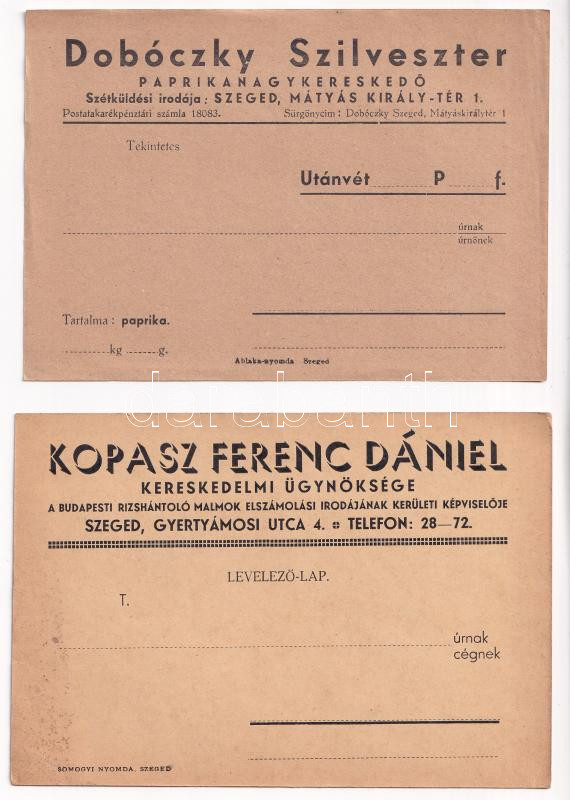 Dobóczky Szilveszter
PAPRIKANAGYKERESKEDŐ
Szétküldési irodája: SZEGED, MÁTYÁS KIRÁLY-TÉR 1.
Postatakarékpénztári számla 18083. Sürgönycim: Dobóczky Szeged, Mátyáskirálytér 1
Tekintetes
Utánvét P f.
úrnak
úrnőnek
Tartalma: paprika.
kg g.
Ablaka-nyomda Szeged
darabanth
KOPASZ FERENC DÁNIEL
KERESKEDELMI ÜGYNÖKSÉGE
A BUDAPESTI RIZSHÁNTOLÓ MALMOK ELSZÁMOLÁSI IRODÁJÁNAK KERÜLETI KÉPVISELŐJE
SZEGED, GYERTYÁMOSI UTCA 4. :: TELEFON: 28—72.
LEVELEZŐ-LAP.
T.
úrnak
cégnek
SOMOGYI NYOMDA, SZEGED